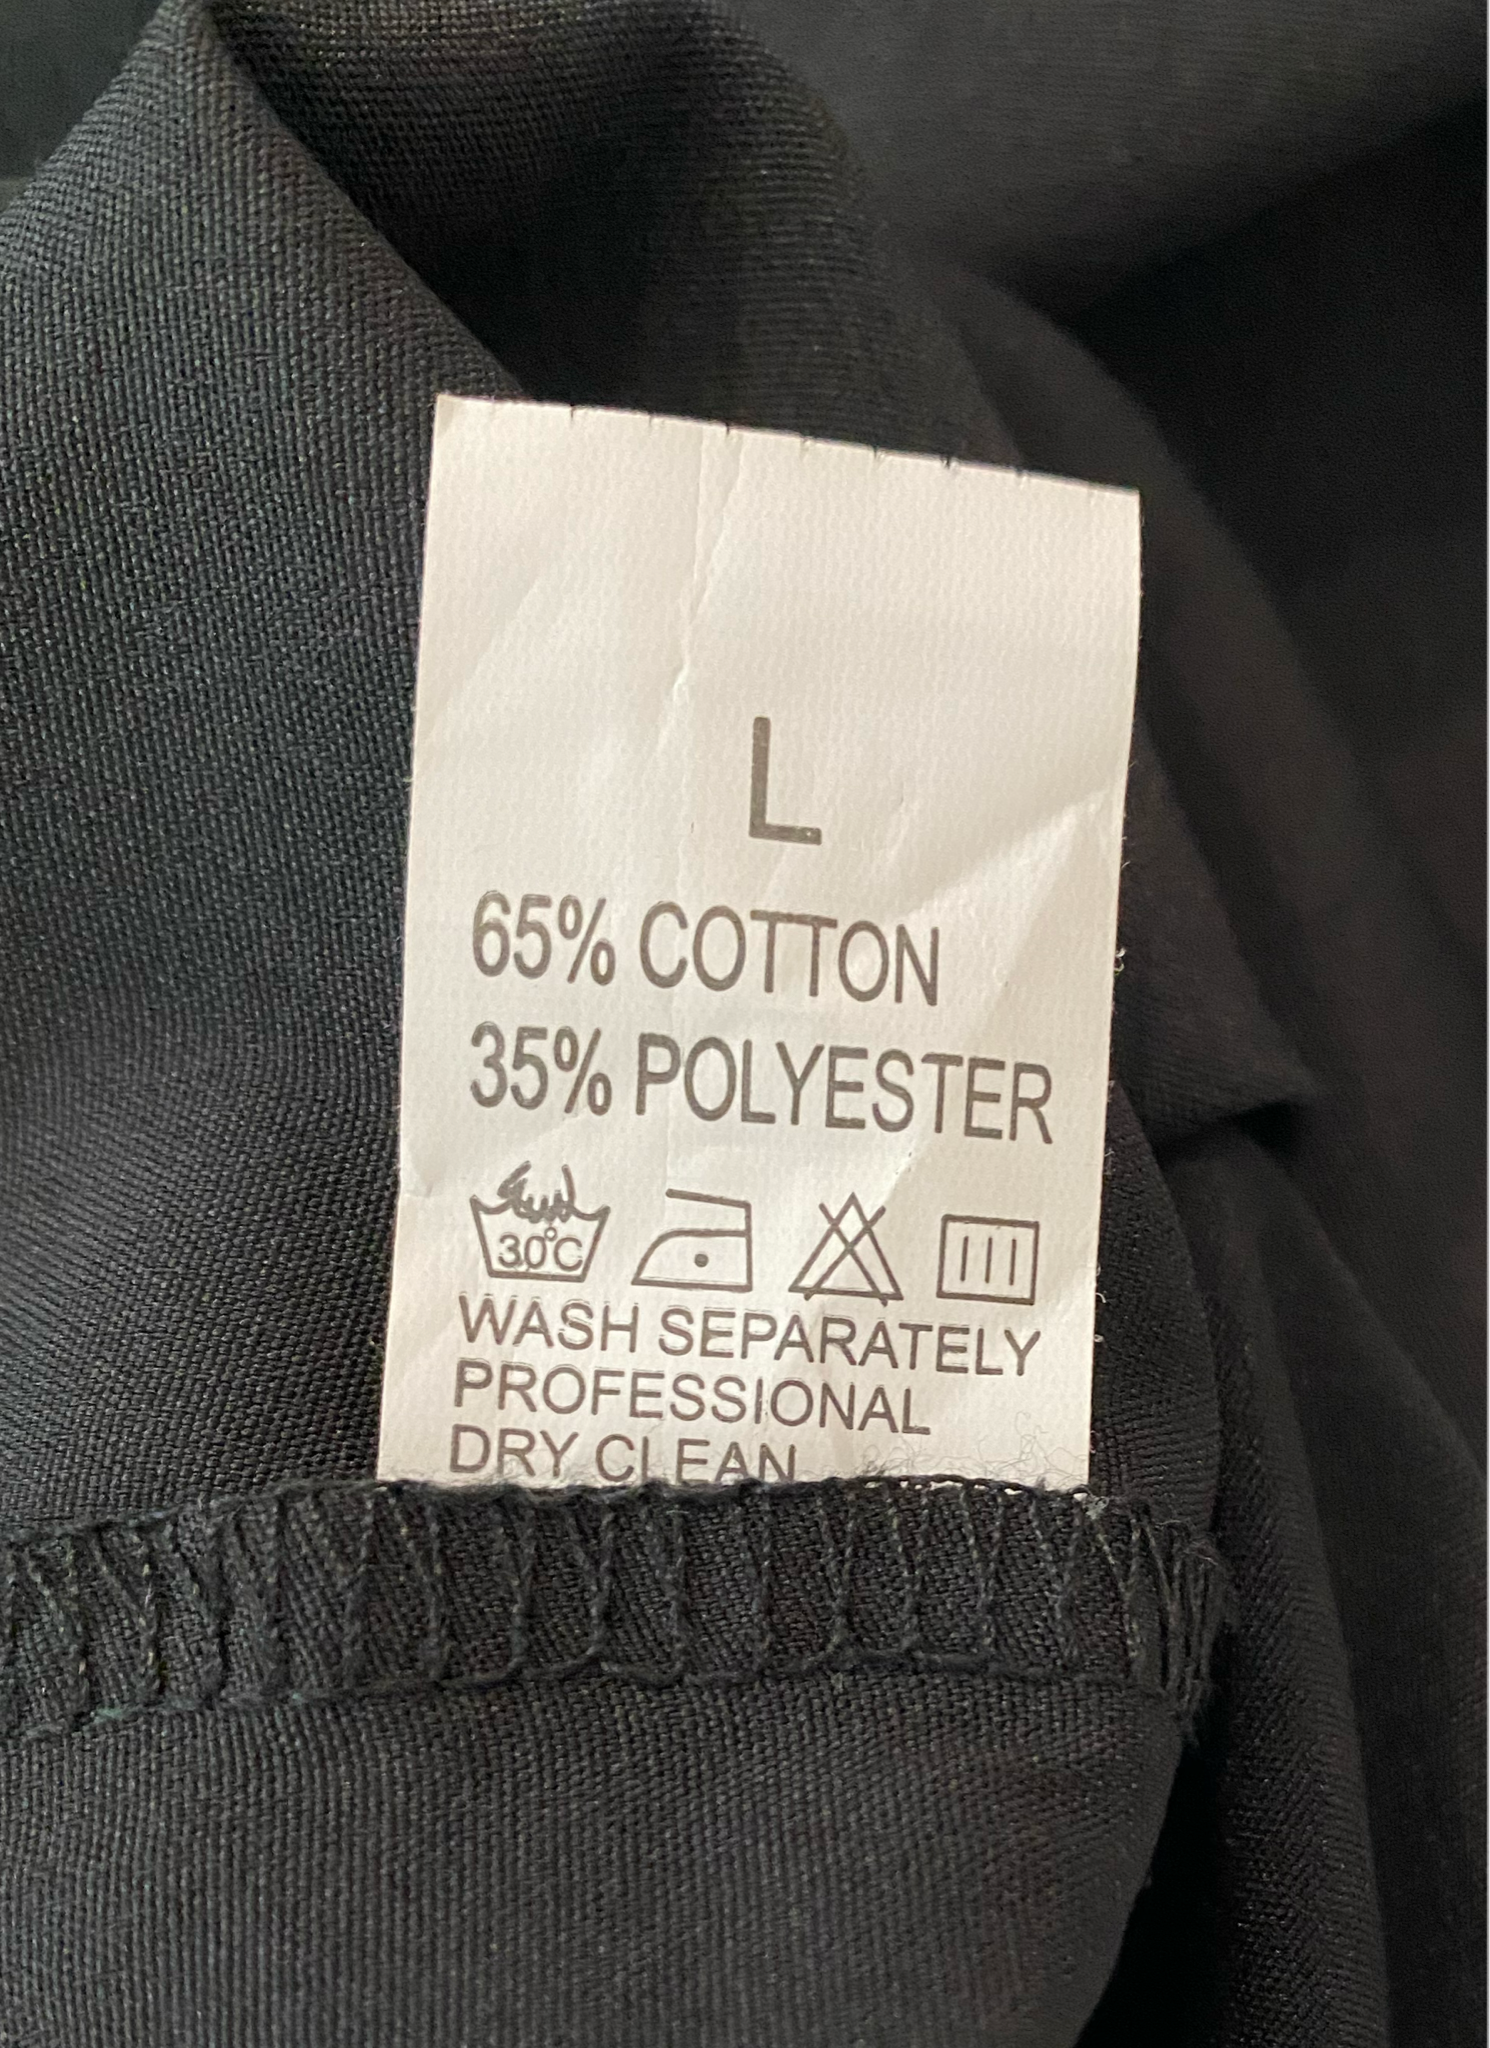 L
65% COTTON
35% POLYESTER
30°C
WASH SEPARATELY
PROFESSIONAL
DRY CLEAN